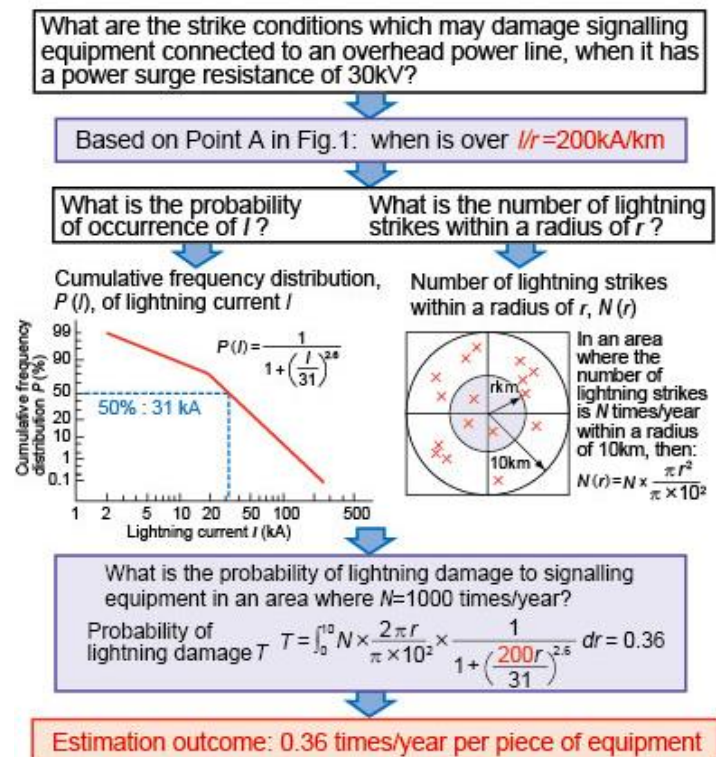 What are the strike conditions which may damage signalling
equipment connected to an overhead power line, when it has
a power surge resistance of 30kV?
Based on Point A in Fig.1: when is over I/r=200kA/km
What is the probability
of occurrence of I ?
What is the number of lightning
strikes within a radius of r ?
Cumulative frequency distribution,
P (I), of lightning current I
Cumulative frequency
distribution P (%)
99
90
50
20
10
1
0.1
P (I) = 1 / (1 + (I/31)^2.6)
50% : 31 kA
1 2 5 10 20 50 100 500
Lightning current I (kA)
Number of lightning strikes
within a radius of r, N (r)
rkm
10km
In an area
where the
number of
lightning strikes
is N times/year
within a radius
of 10km, then:
N (r) = N × πr² / (π × 10²)
What is the probability of lightning damage to signalling
equipment in an area where N=1000 times/year?
Probability of
lightning damage T
T = ∫₀¹⁰ N × 2πr / (π × 10²) × 1 / (1 + (200r/31)^2.6) dr = 0.36
Estimation outcome: 0.36 times/year per piece of equipment